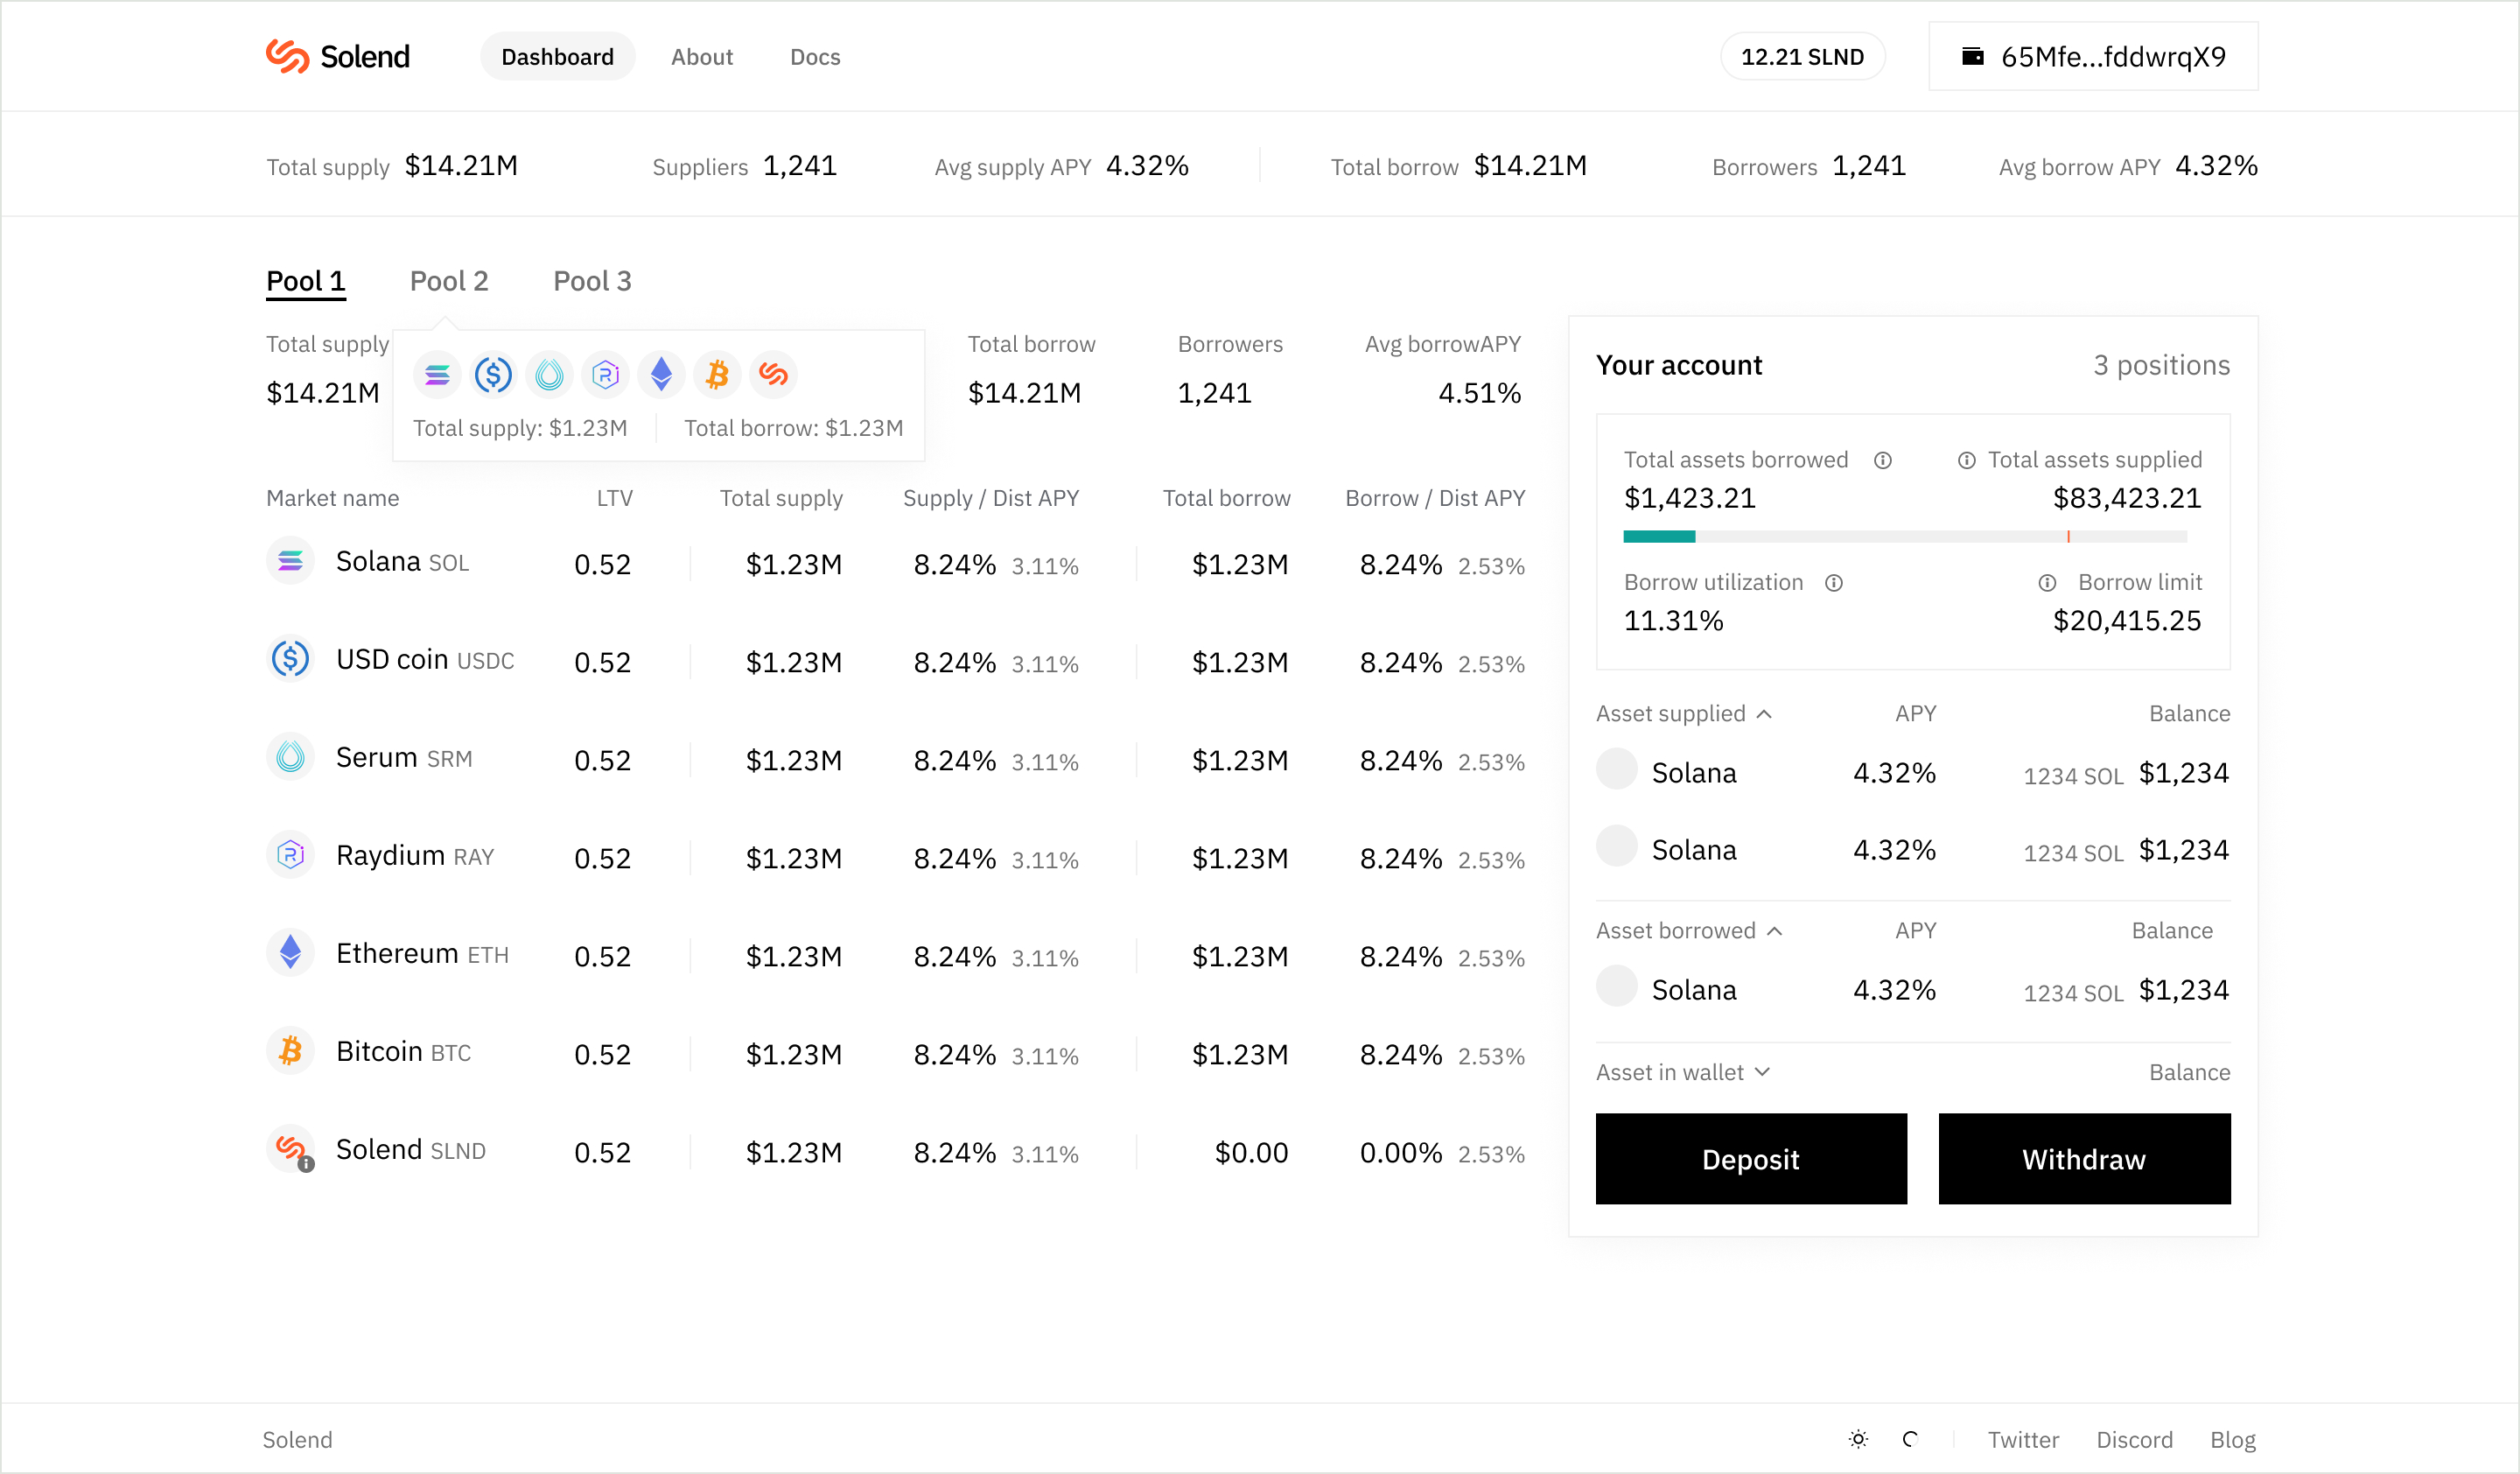 Solend Dashboard About Docs 12.21 SLND 65Mfe...fddwrqX9
Total supply $14.21M Suppliers 1,241 Avg supply APY 4.32% Total borrow $14.21M Borrowers 1,241 Avg borrow APY 4.32%
Pool 1 Pool 2 Pool 3
Total supply Total borrow Borrowers Avg borrowAPY
$14.21M $14.21M 1,241 4.51%
Total supply: $1.23M Total borrow: $1.23M
Market name LTV Total supply Supply / Dist APY Total borrow Borrow / Dist APY
Solana SOL 0.52 $1.23M 8.24% 3.11% $1.23M 8.24% 2.53%
USD coin USDC 0.52 $1.23M 8.24% 3.11% $1.23M 8.24% 2.53%
Serum SRM 0.52 $1.23M 8.24% 3.11% $1.23M 8.24% 2.53%
Raydium RAY 0.52 $1.23M 8.24% 3.11% $1.23M 8.24% 2.53%
Ethereum ETH 0.52 $1.23M 8.24% 3.11% $1.23M 8.24% 2.53%
Bitcoin BTC 0.52 $1.23M 8.24% 3.11% $1.23M 8.24% 2.53%
Solend SLND 0.52 $1.23M 8.24% 3.11% $0.00 0.00% 2.53%
Your account 3 positions
Total assets borrowed Total assets supplied
$1,423.21 $83,423.21
Borrow utilization Borrow limit
11.31% $20,415.25
Asset supplied APY Balance
Solana 4.32% 1234 SOL $1,234
Solana 4.32% 1234 SOL $1,234
Asset borrowed APY Balance
Solana 4.32% 1234 SOL $1,234
Asset in wallet Balance
Deposit Withdraw
Solend Twitter Discord Blog